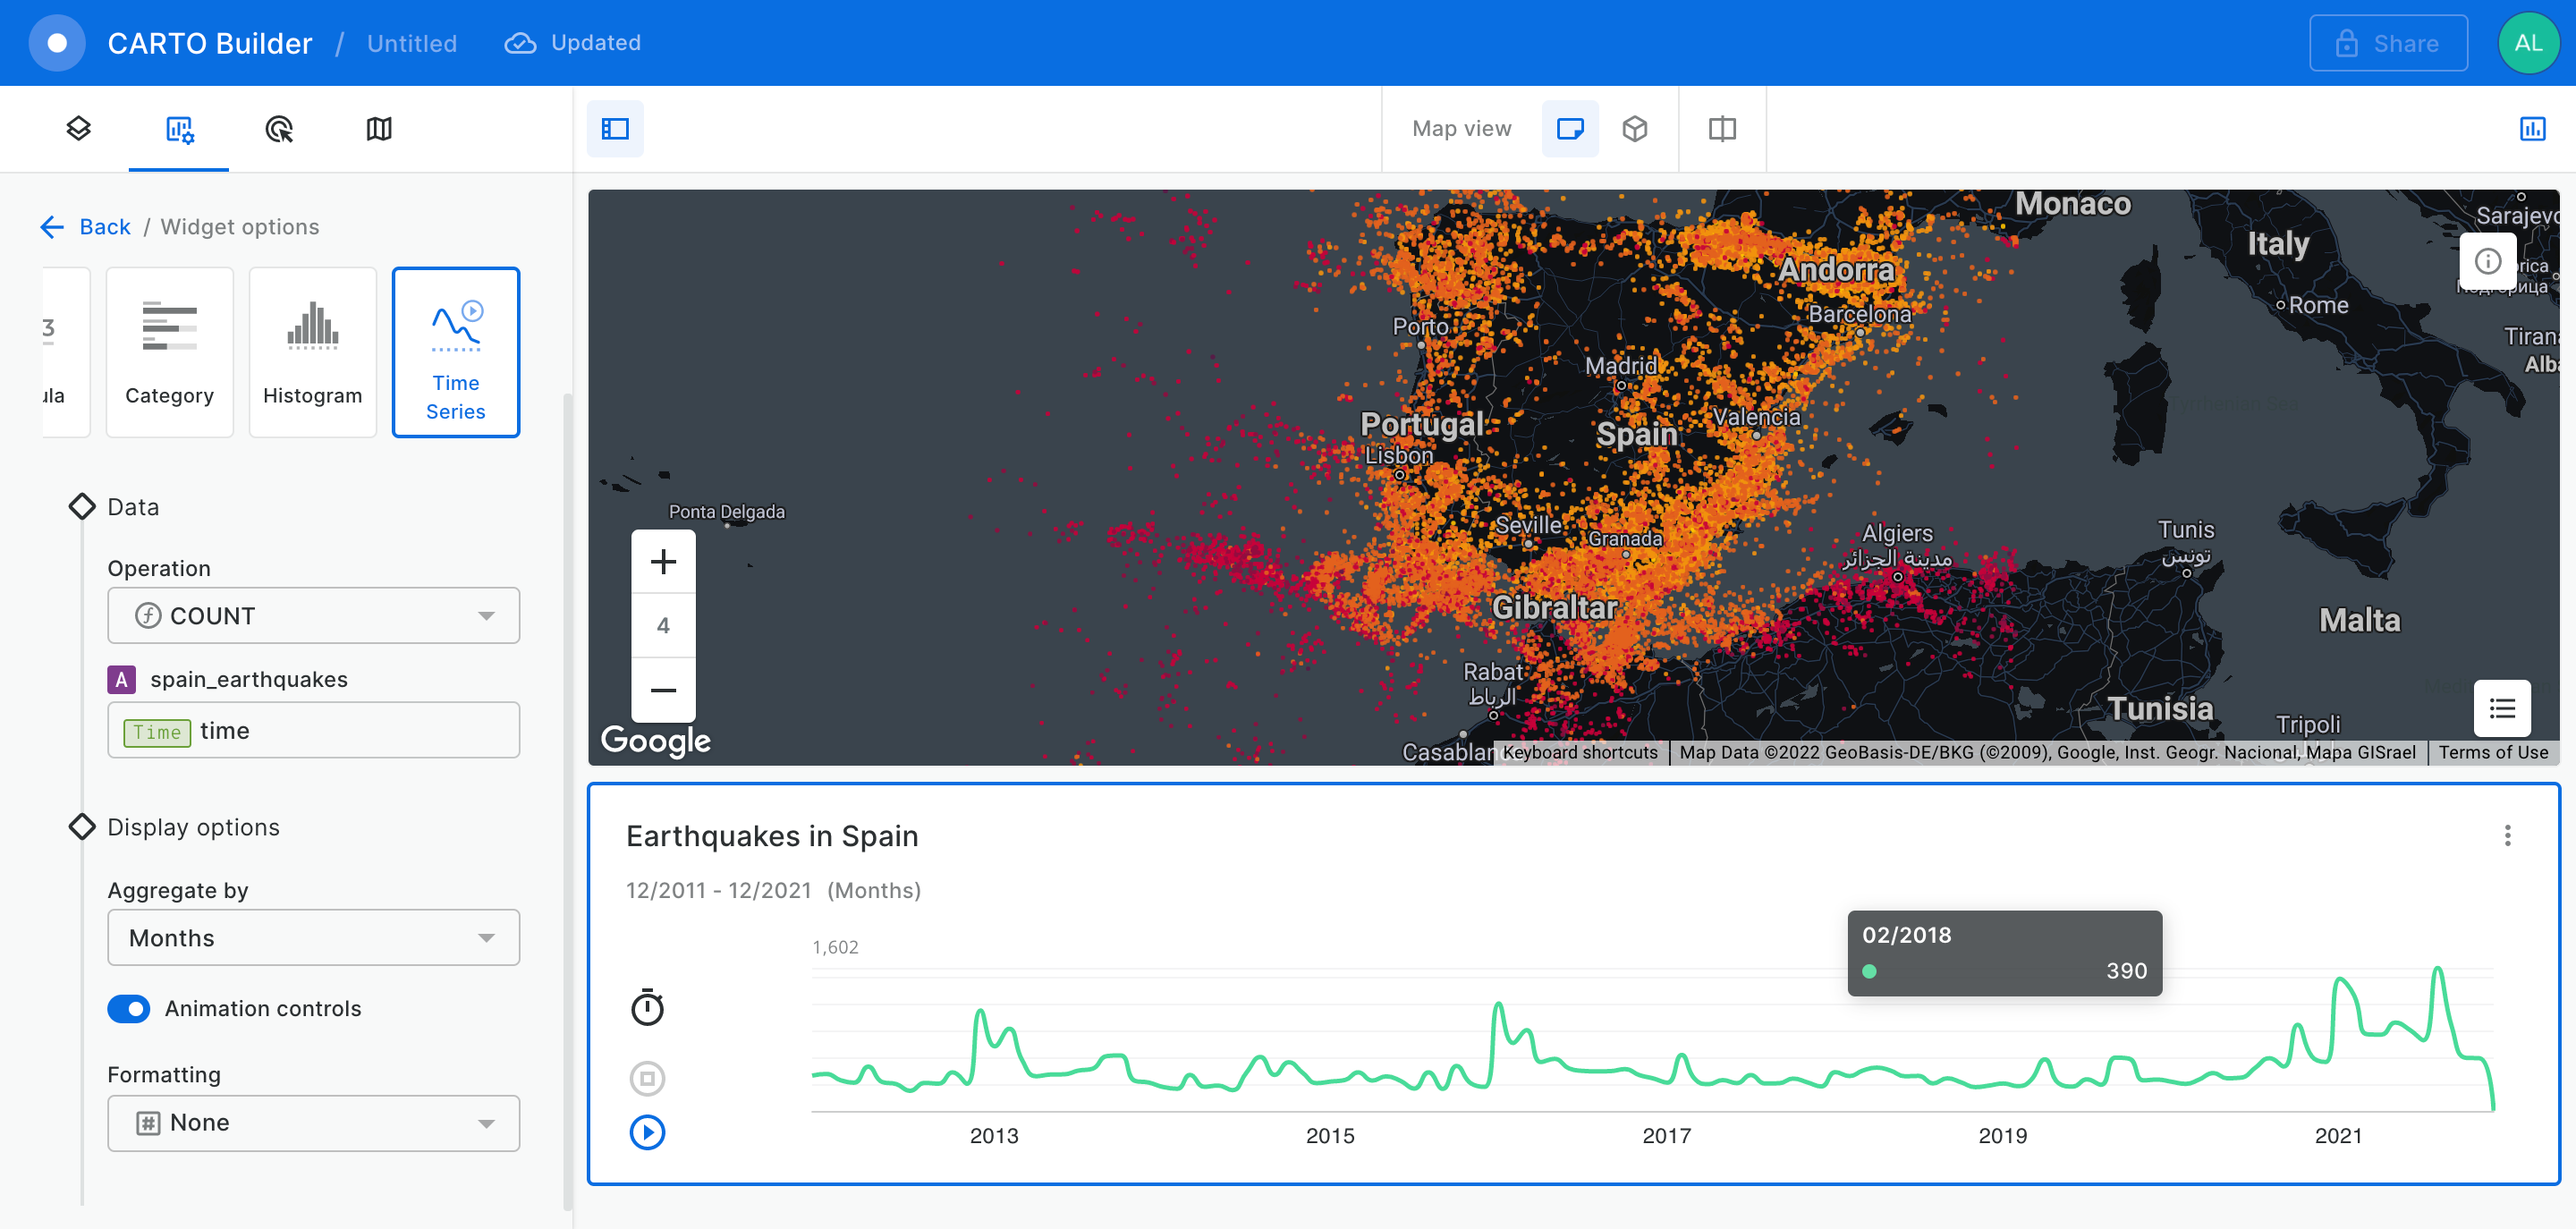 CARTO Builder / Untitled Updated
Share AL
Map view
Back / Widget options
3
ula
Category
Histogram
Time
Series
Data
Operation
COUNT
A spain_earthquakes
Time time
Display options
Aggregate by
Months
Animation controls
Formatting
None
Monaco
Sarajevo
Italy
Andorra
рица
Подгорица
Rome
Barcelona
Porto
Tirana
Madrid
Alba
Portugal
Valencia
Spain
Lisbon
Ponta Delgada
Seville
Granada
Algiers
مدينة الجزائر
Tunis
تونس
4
Gibraltar
Malta
Rabat
الرباط
Tunisia
Tripoli
Google
Casablanc
Keyboard shortcuts
Map Data ©2022 GeoBasis-DE/BKG (©2009), Google, Inst. Geogr. Nacional, Mapa GISrael
Terms of Use
Earthquakes in Spain
12/2011 - 12/2021 (Months)
02/2018
390
1,602
2013
2015
2017
2019
2021